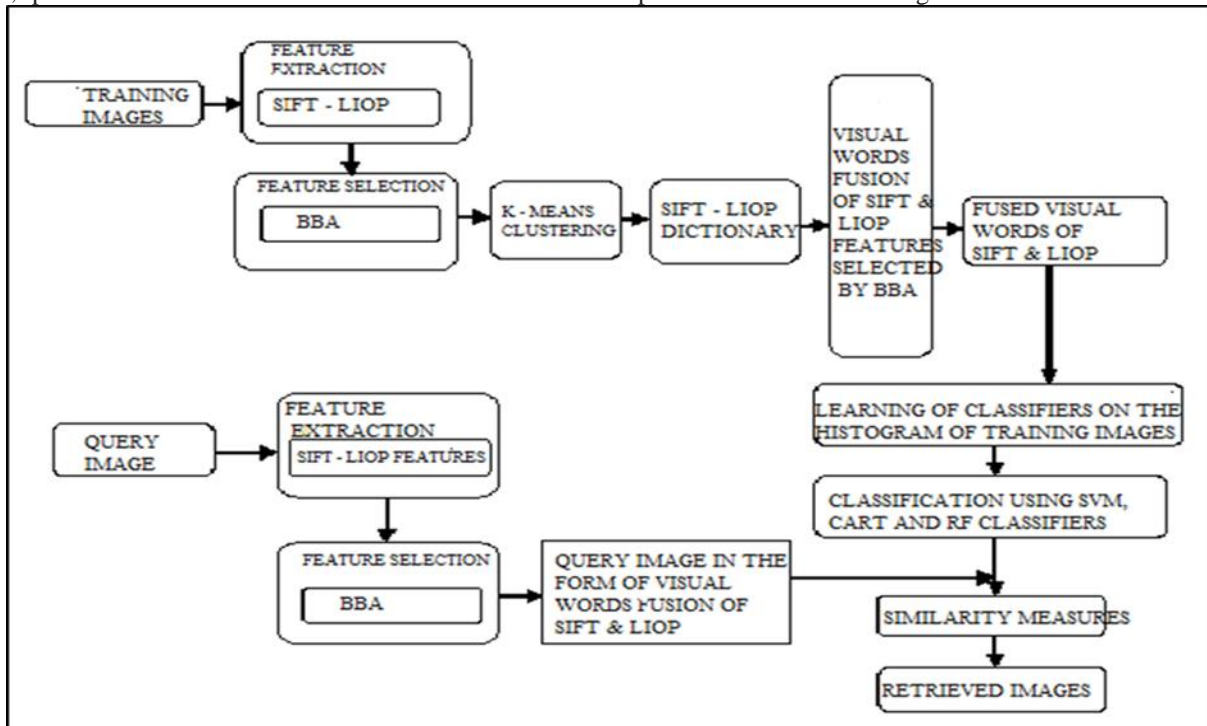 TRAINING
IMAGES
FEATURE
EXTRACTION
SIFT - LIOP
FEATURE SELECTION
BBA
K - MEANS
CLUSTERING
SIFT - LIOP
DICTIONARY
VISUAL
WORDS
FUSION
OF SIFT &
LIOP
FEATURES
SELECTED
BY BBA
FUSED VISUAL
WORDS OF
SIFT & LIOP
LEARNING OF CLASSIFIERS ON THE
HISTOGRAM OF TRAINING IMAGES
CLASSIFICATION USING SVM,
CART AND RF CLASSIFIERS
QUERY
IMAGE
FEATURE
EXTRACTION
SIFT - LIOP FEATURES
FEATURE SELECTION
BBA
QUERY IMAGE IN THE
FORM OF VISUAL
WORDS FUSION OF
SIFT & LIOP
SIMILARITY MEASURES
RETRIEVED IMAGES